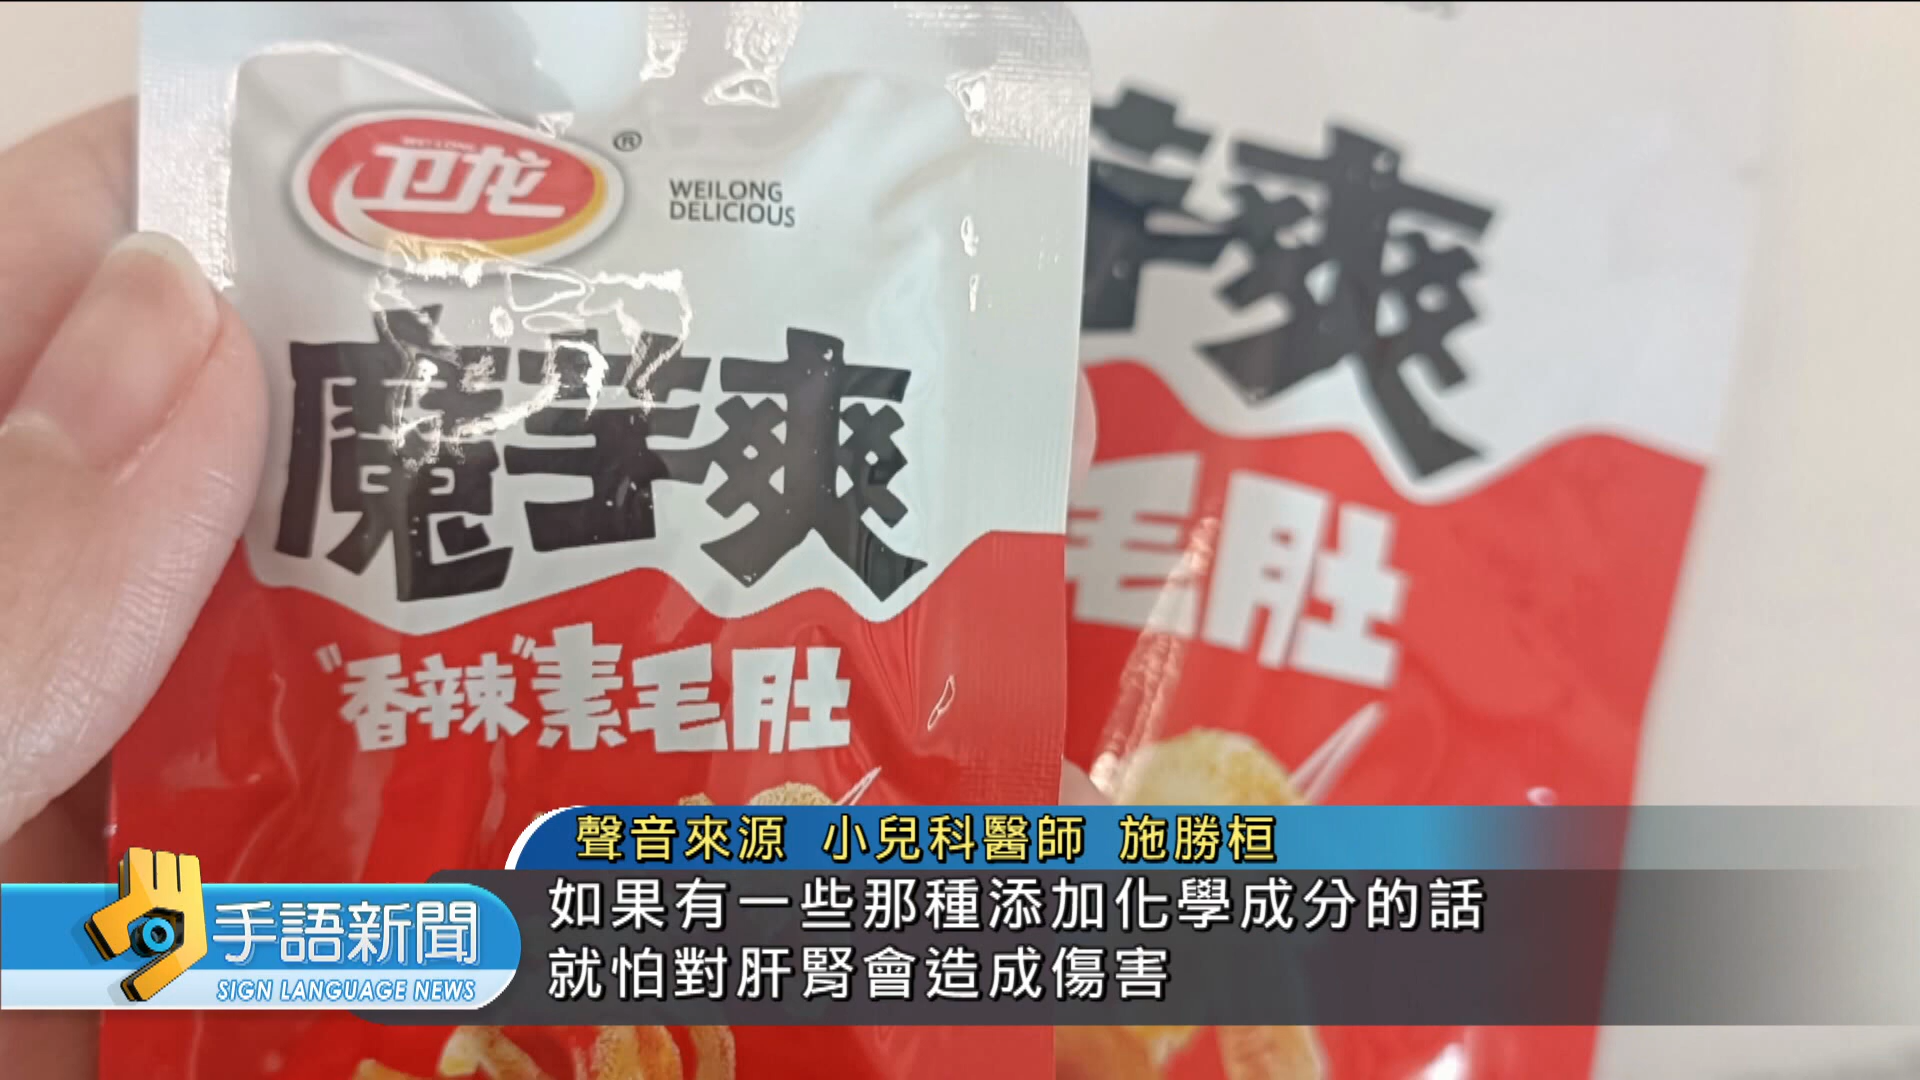 卫龙®
WEILONG
DELICIOUS
魔芋爽
"香辣"素毛肚
芋爽
毛肚
聲音來源 小兒科醫師 施勝桓
如果有一些那種添加化學成分的話
就怕對肝腎會造成傷害
手語新聞
SIGN LANGUAGE NEWS